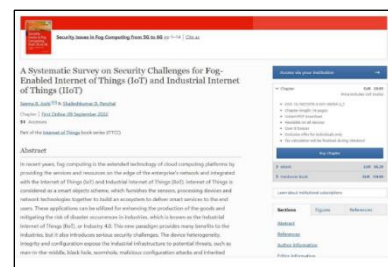 Security Issues in Fog Computing from 5G to 6G pp 1–14 | Cite as
A Systematic Survey on Security Challenges for Fog-
Enabled Internet of Things (IoT) and Industrial Internet
of Things (IIoT)
Seema B. Joshi & Shaileshkumar D. Panchal
Chapter | First Online: 09 September 2022
Part of the Internet of Things book series (ITTCC)
Abstract
In recent years, fog computing is the extended technology of cloud computing platforms by
providing the services and resources on the edge of the enterprise's network and integrated
with the Internet of Things (IoT) and Industrial Internet of Things (IIoT). Internet of Things is
considered as a smart objects scheme, which furnishes the sensors, processing devices and
network technologies together to build an ecosystem to deliver smart services to the end
users. These applications can be utilized for enhancing the production of the goods and
mitigating the risk of disaster occurrences in industries, which is known as the Industrial
Internet of Things (IIoT), or Industry 4.0. This new paradigm provides many benefits to the
industries, but it also introduces serious security challenges. The device heterogeneity,
integrity and configuration expose the industrial infrastructure to potential threats, such as
man-in-the-middle, black hole, wormhole, malicious configuration attacks and inherited
Access via your institution
Chapter
Buy Chapter
eBook
Hardcover Book
Learn about institutional subscriptions
Sections Figures References
Abstract
References
Author information